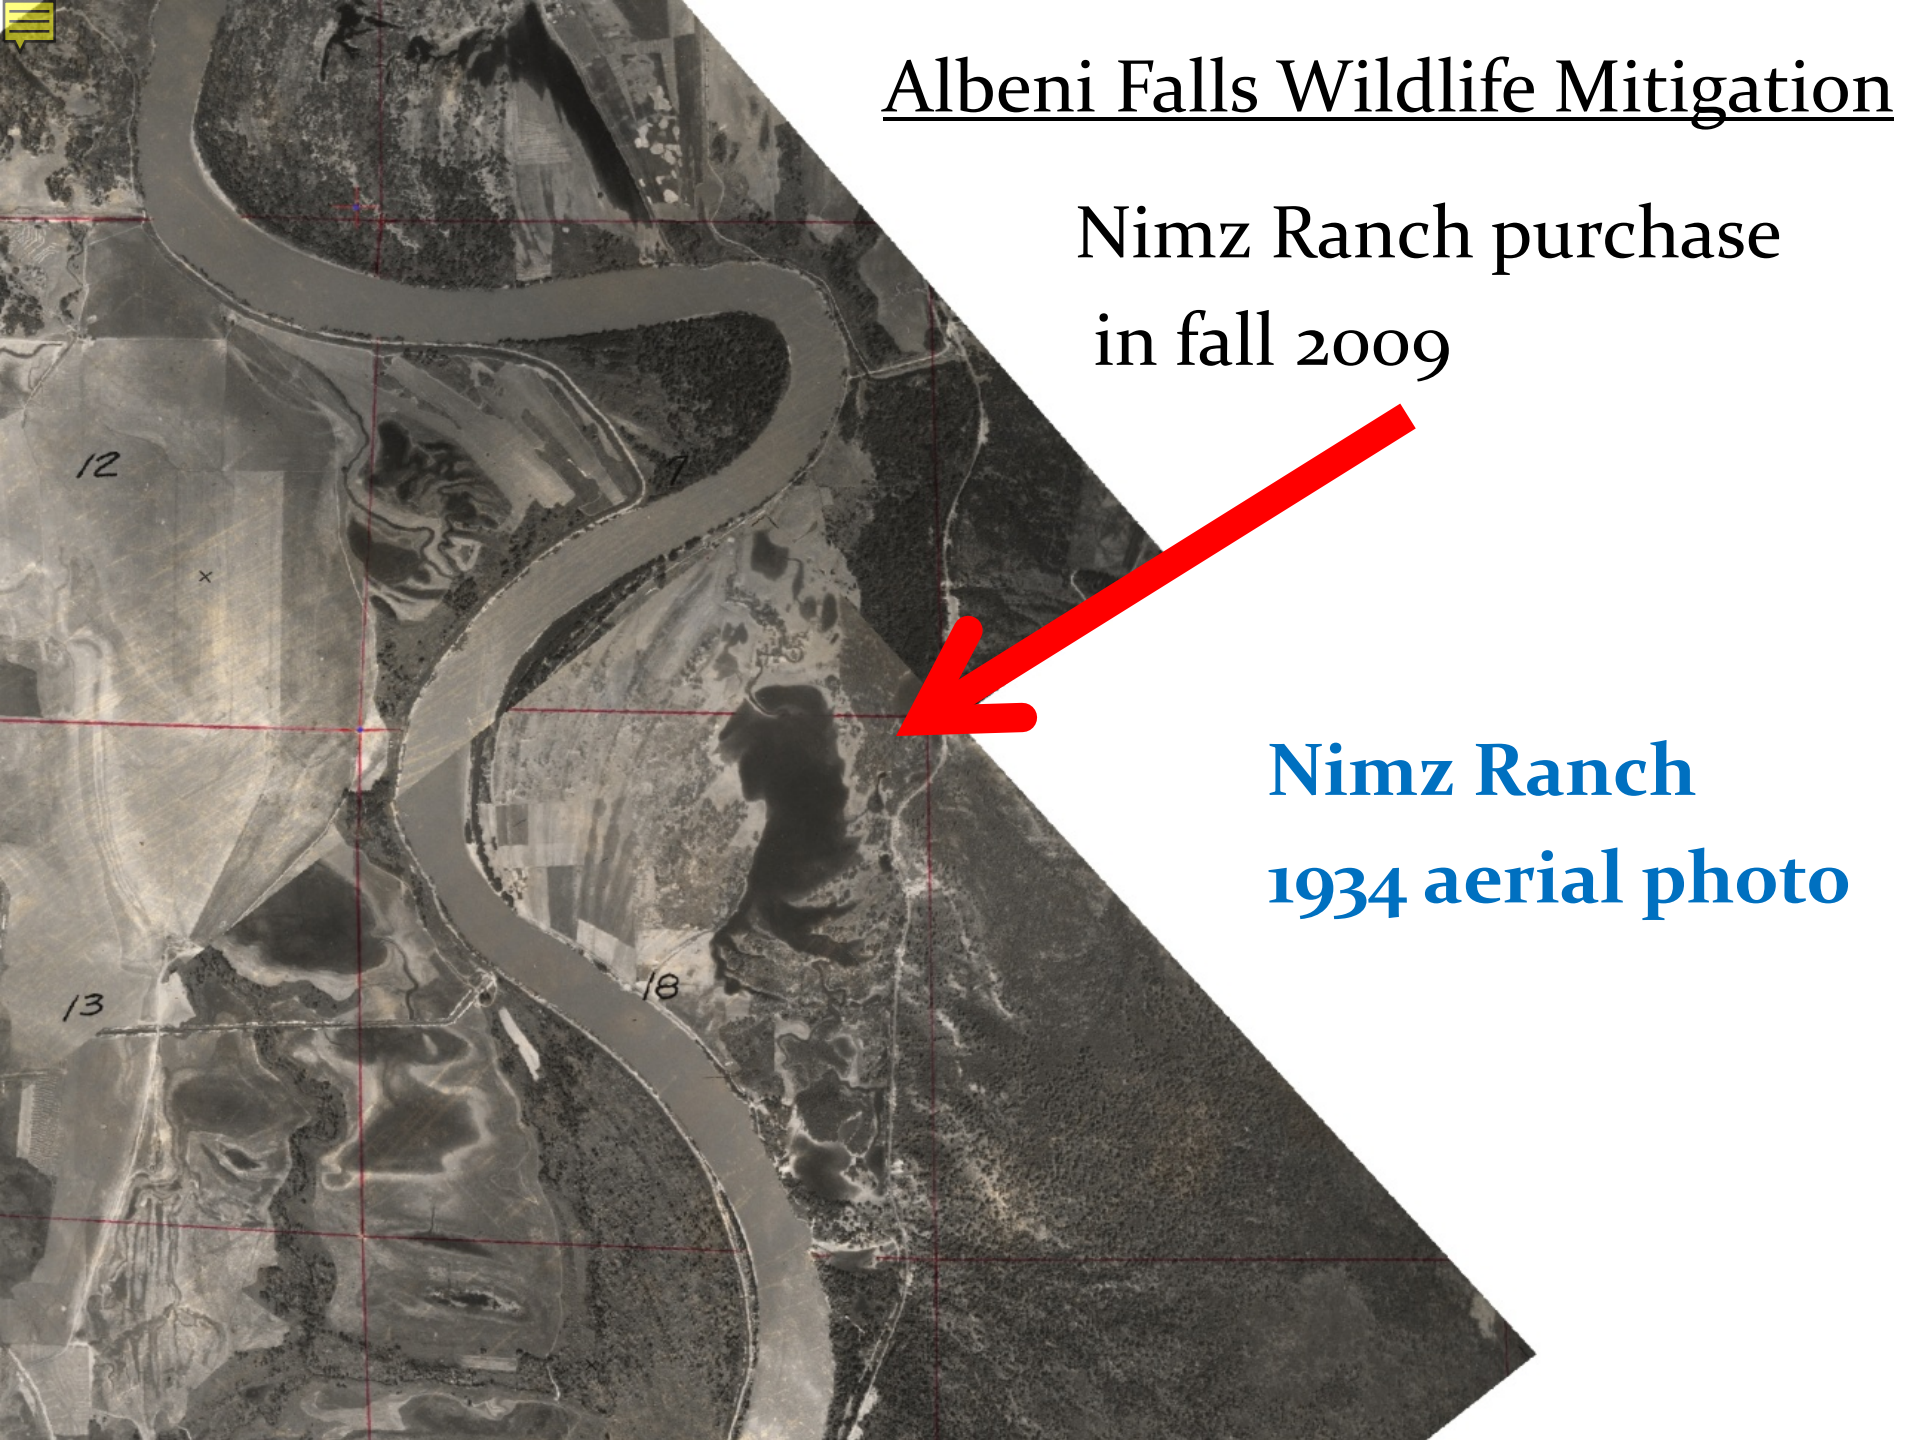 Albeni Falls Wildlife Mitigation
Nimz Ranch purchase
in fall 2009
12
7
Nimz Ranch
1934 aerial photo
18
13